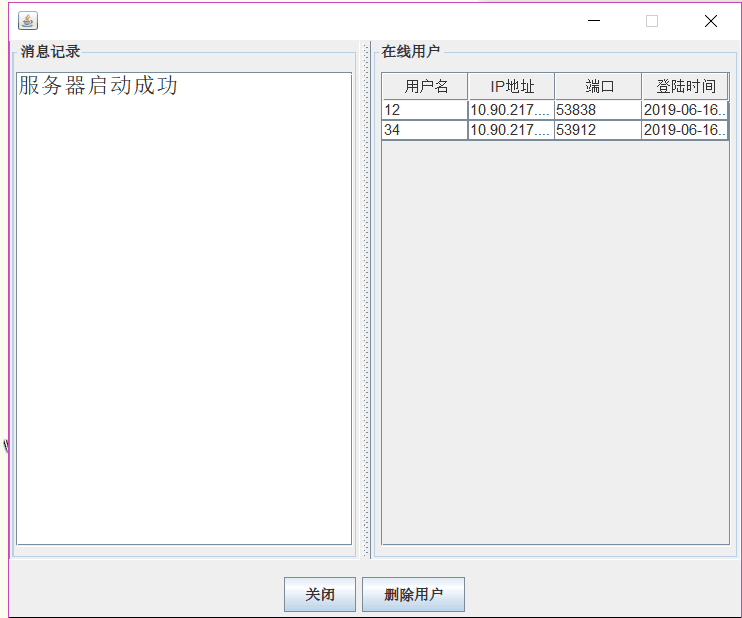 消息记录
服务器启动成功
在线用户
用户名 IP地址 端口 登陆时间
12 10.90.217.... 53838 2019-06-16..
34 10.90.217.... 53912 2019-06-16..
关闭 删除用户